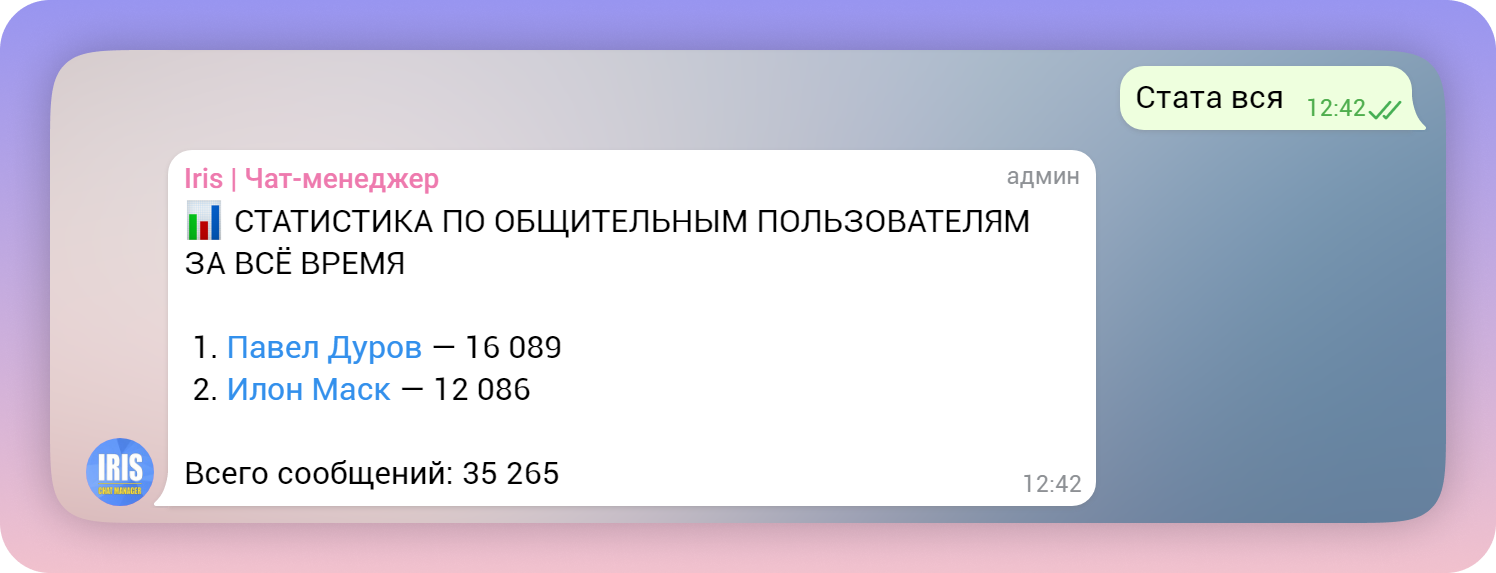 Стата вся 12:42
Iris | Чат-менеджер админ
СТАТИСТИКА ПО ОБЩИТЕЛЬНЫМ ПОЛЬЗОВАТЕЛЯМ
ЗА ВСЁ ВРЕМЯ
1. Павел Дуров — 16 089
2. Илон Маск — 12 086
IRIS
CHAT MANAGER
Всего сообщений: 35 265
12:42